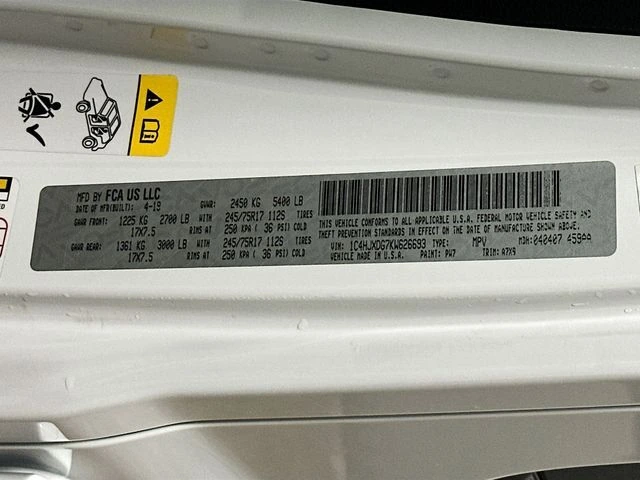 MFD BY FCA US LLC
DATE OF MFR(BUILT): 4-19 GVWR: 2450 KG 5400 LB
GAWR FRONT: 1225 KG 2700 LB WITH 245/75R17 112S TIRES
17X7.5 RIMS AT 250 KPA ( 36 PSI) COLD
GAWR REAR: 1361 KG 3000 LB WITH 245/75R17 112S TIRES
17X7.5 RIMS AT 250 KPA ( 36 PSI) COLD
THIS VEHICLE CONFORMS TO ALL APPLICABLE U.S.A. FEDERAL MOTOR VEHICLE SAFETY AND
THEFT PREVENTION STANDARDS IN EFFECT ON THE DATE OF MANUFACTURE SHOWN ABOVE.
VIN: 1C4HJXDG7KW626693 TYPE: MPV MDH: 040407 459AA
VEHICLE MADE IN U.S.A. PAINT: PW7 TRIM: A7X9